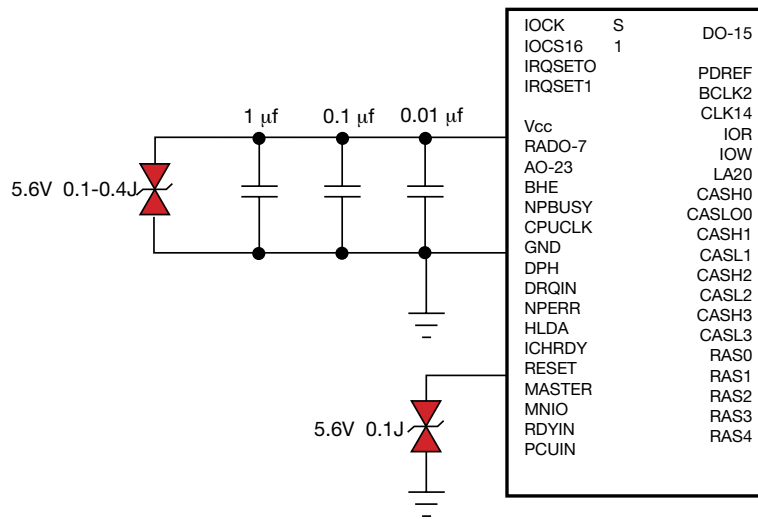 IOCK S DO-15
IOCS16 1
IRQSETO PDREF
IRQSET1 BCLK2
CLK14
1 μf 0.1 μf 0.01 μf
Vcc IOR
RADO-7 IOW
AO-23 LA20
5.6V 0.1-0.4J
BHE CASH0
NPBUSY CASLO0
CPUCLK CASH1
GND CASL1
DPH CASH2
DRQIN CASL2
NPERR CASH3
HLDA CASL3
ICHRDY RAS0
RESET RAS1
MASTER RAS2
MNIO RAS3
5.6V 0.1J
RDYIN RAS4
PCUIN